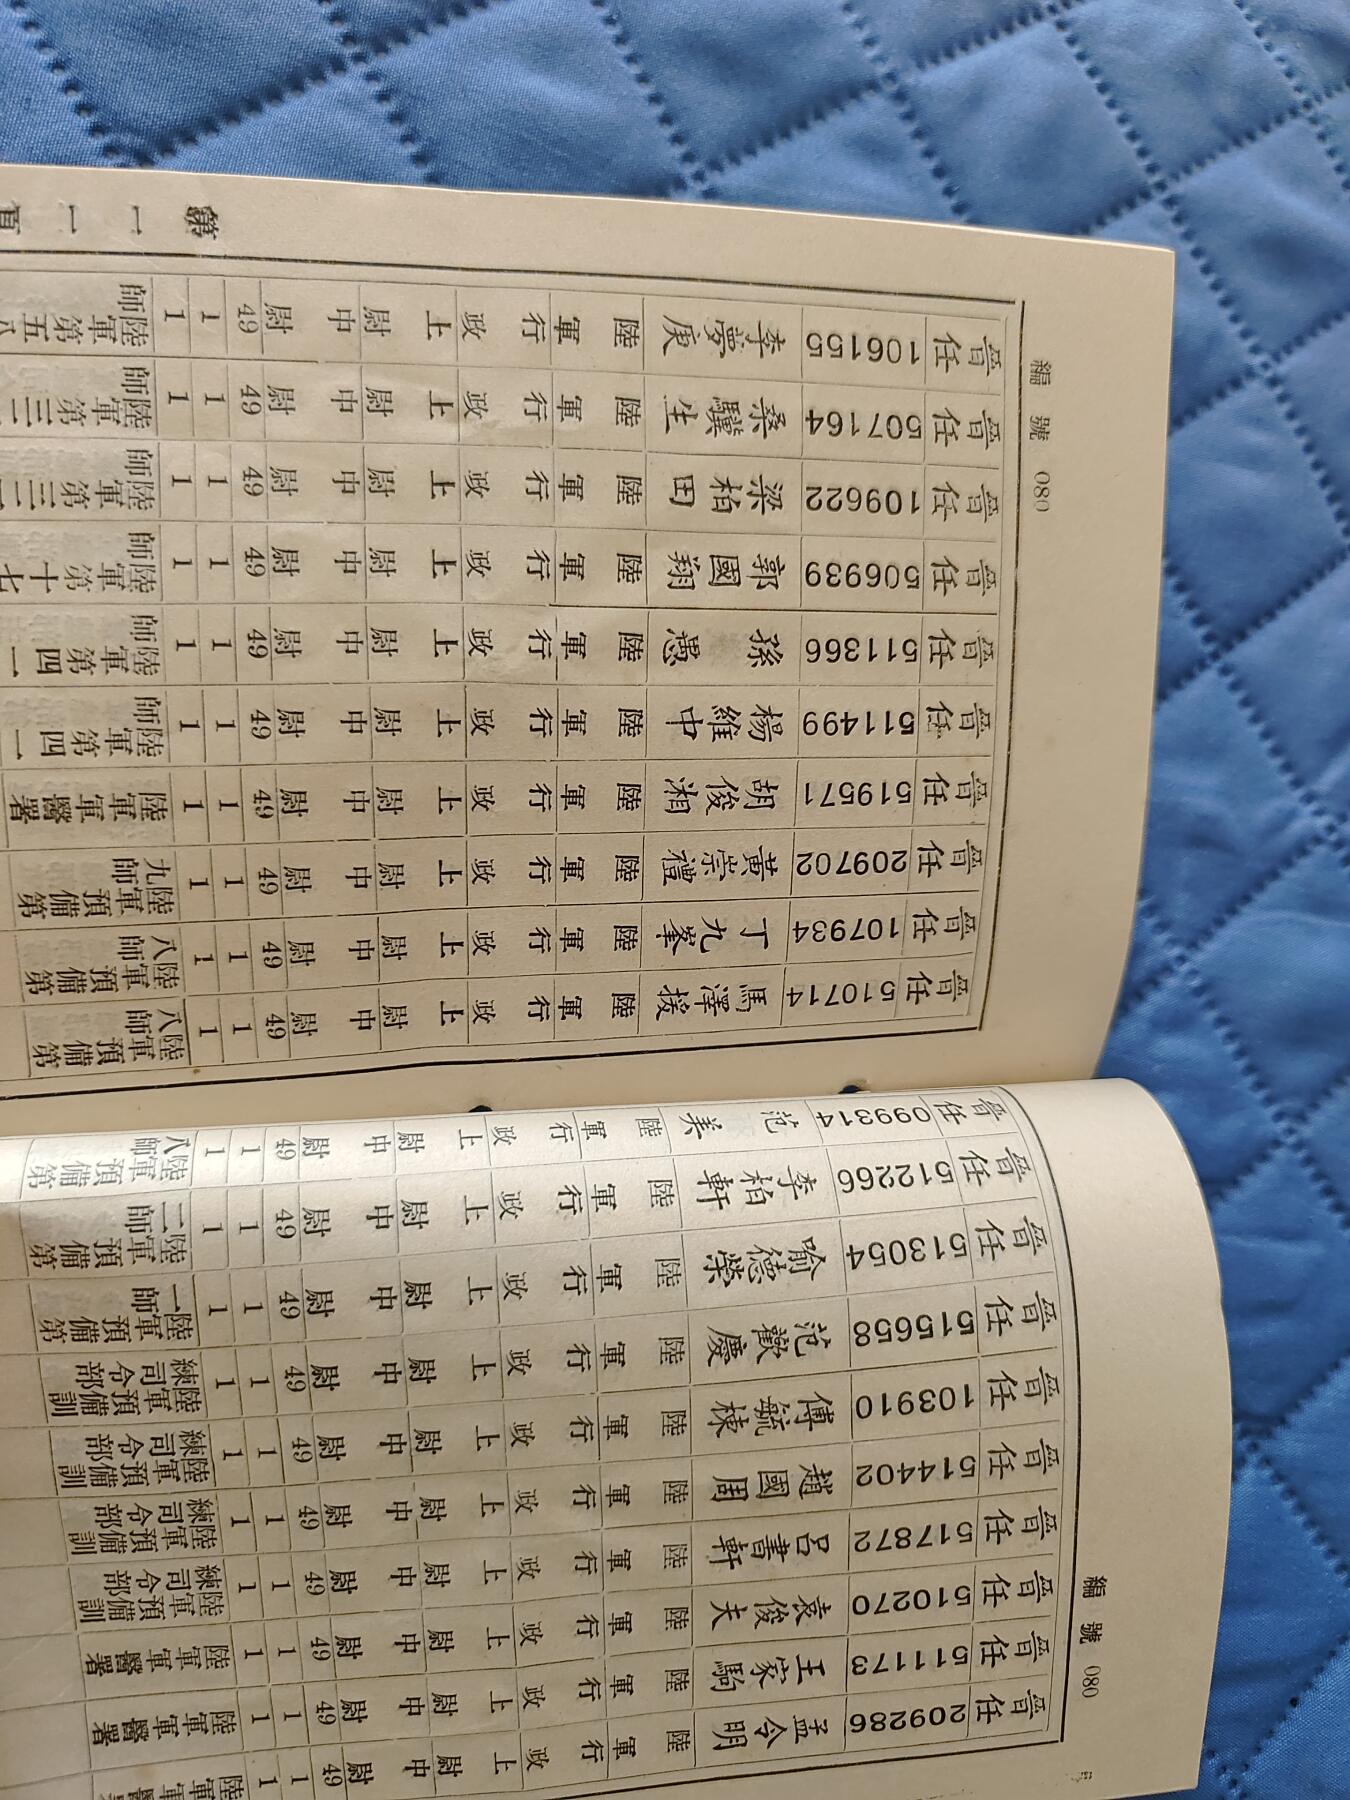 編號 080
晉任 209286 孟令明 陸軍行政 上尉 中尉 49 1 1 陸軍軍醫
晉任 511173 王家駒 陸軍行政 上尉 中尉 49 1 1 陸軍軍醫署
晉任 510270 袁俊夫 陸軍行政 上尉 中尉 49 1 1 陸軍軍醫署
晉任 517872 呂書軒 陸軍行政 上尉 中尉 49 1 1 陸軍預備訓練司令部
晉任 514402 趙國周 陸軍行政 上尉 中尉 49 1 1 陸軍預備訓練司令部
晉任 103910 傅毓棟 陸軍行政 上尉 中尉 49 1 1 陸軍預備訓練司令部
晉任 515658 范歡慶 陸軍行政 上尉 中尉 49 1 1 陸軍預備訓練司令部
晉任 513054 喻德榮 陸軍行政 上尉 中尉 49 1 1 陸軍預備第一師
晉任 512266 李柏軒 陸軍行政 上尉 中尉 49 1 1 陸軍預備第二師
晉任 099314 范美 陸軍行政 上尉 中尉 49 1 1 陸軍預備第八師
晉任 510714 馬澤援 陸軍行政 上尉 中尉 49 1 1 陸軍預備第八師
晉任 107934 丁九峯 陸軍行政 上尉 中尉 49 1 1 陸軍預備第八師
晉任 209702 黃崇禮 陸軍行政 上尉 中尉 49 1 1 陸軍預備第九師
晉任 519571 胡俊湘 陸軍行政 上尉 中尉 49 1 1 陸軍軍醫署
晉任 511499 楊維中 陸軍行政 上尉 中尉 49 1 1 陸軍第四一師
晉任 511366 孫愚 陸軍行政 上尉 中尉 49 1 1 陸軍第四一師
晉任 506939 郭國翔 陸軍行政 上尉 中尉 49 1 1 陸軍第十七師
晉任 109622 梁柏田 陸軍行政 上尉 中尉 49 1 1 陸軍第三二師
晉任 507164 桑驥生 陸軍行政 上尉 中尉 49 1 1 陸軍第三二師
晉任 106155 李夢庚 陸軍行政 上尉 中尉 49 1 1 陸軍第五八師
編號 080
第一一頁